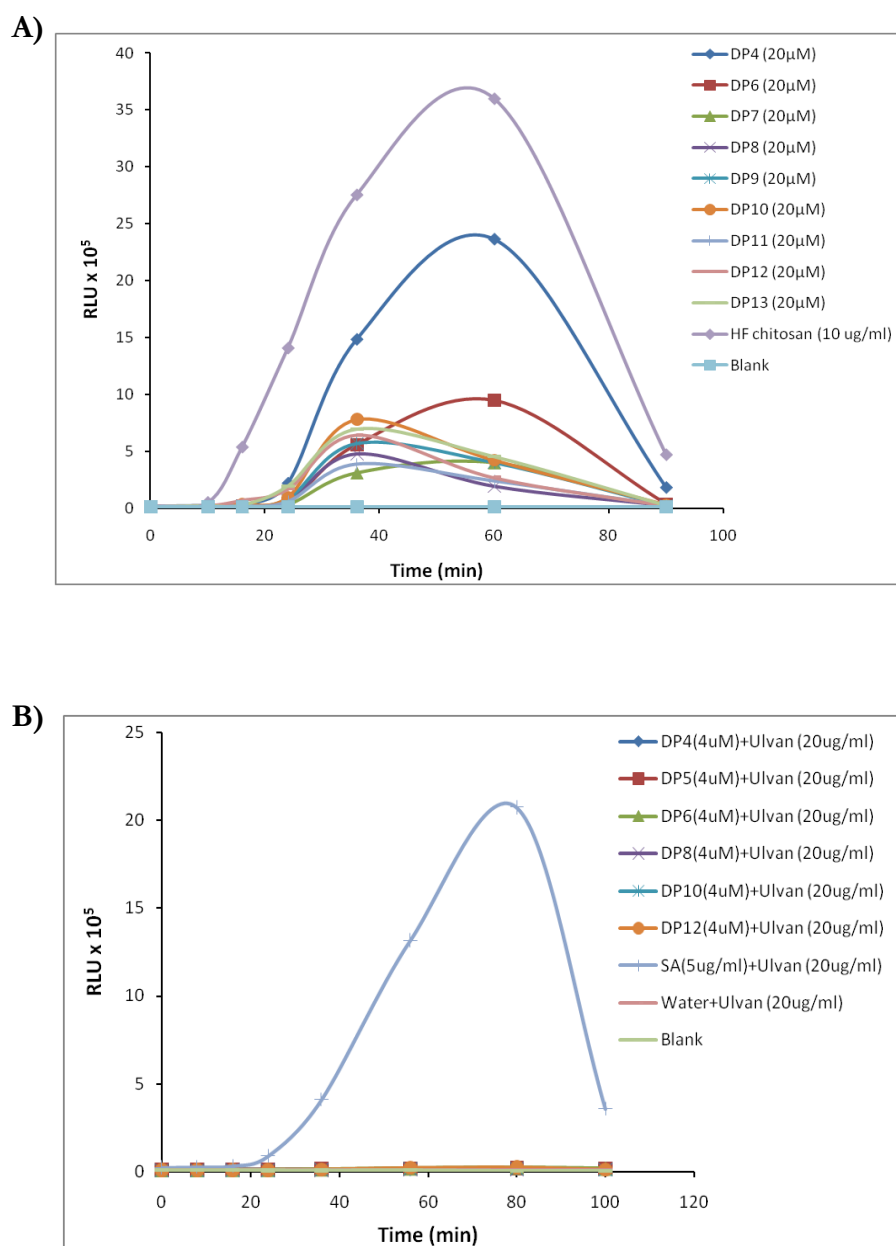 A)
40
35
30
25
20
15
10
5
0
RLU x 10⁵
0 20 40 60 80 100
Time (min)
DP4 (20µM)
DP6 (20µM)
DP7 (20µM)
DP8 (20µM)
DP9 (20µM)
DP10 (20µM)
DP11 (20µM)
DP12 (20µM)
DP13 (20µM)
HF chitosan (10 ug/ml)
Blank
B)
25
20
15
10
5
0
RLU x 10⁵
0 20 40 60 80 100 120
Time (min)
DP4(4uM)+Ulvan (20ug/ml)
DP5(4uM)+Ulvan (20ug/ml)
DP6(4uM)+Ulvan (20ug/ml)
DP8(4uM)+Ulvan (20ug/ml)
DP10(4uM)+Ulvan (20ug/ml)
DP12(4uM)+Ulvan (20ug/ml)
SA(5ug/ml)+Ulvan (20ug/ml)
Water+Ulvan (20ug/ml)
Blank